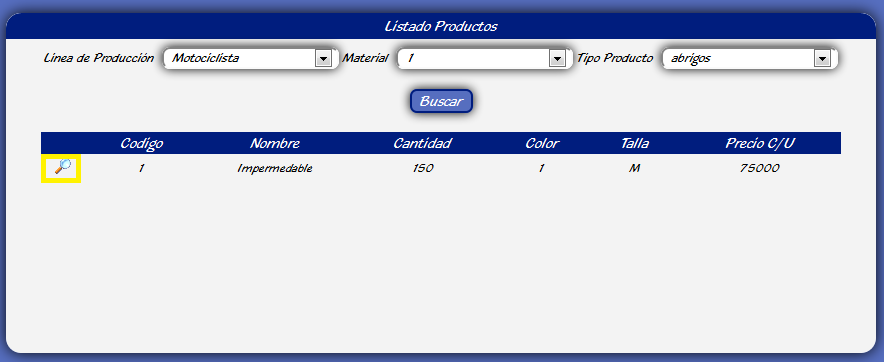 Listado Productos
Linea de Producción Motociclista Material 1 Tipo Producto abrigos
Buscar
Codigo Nombre Cantidad Color Talla Precio C/U
1 Impermedable 150 1 M 75000